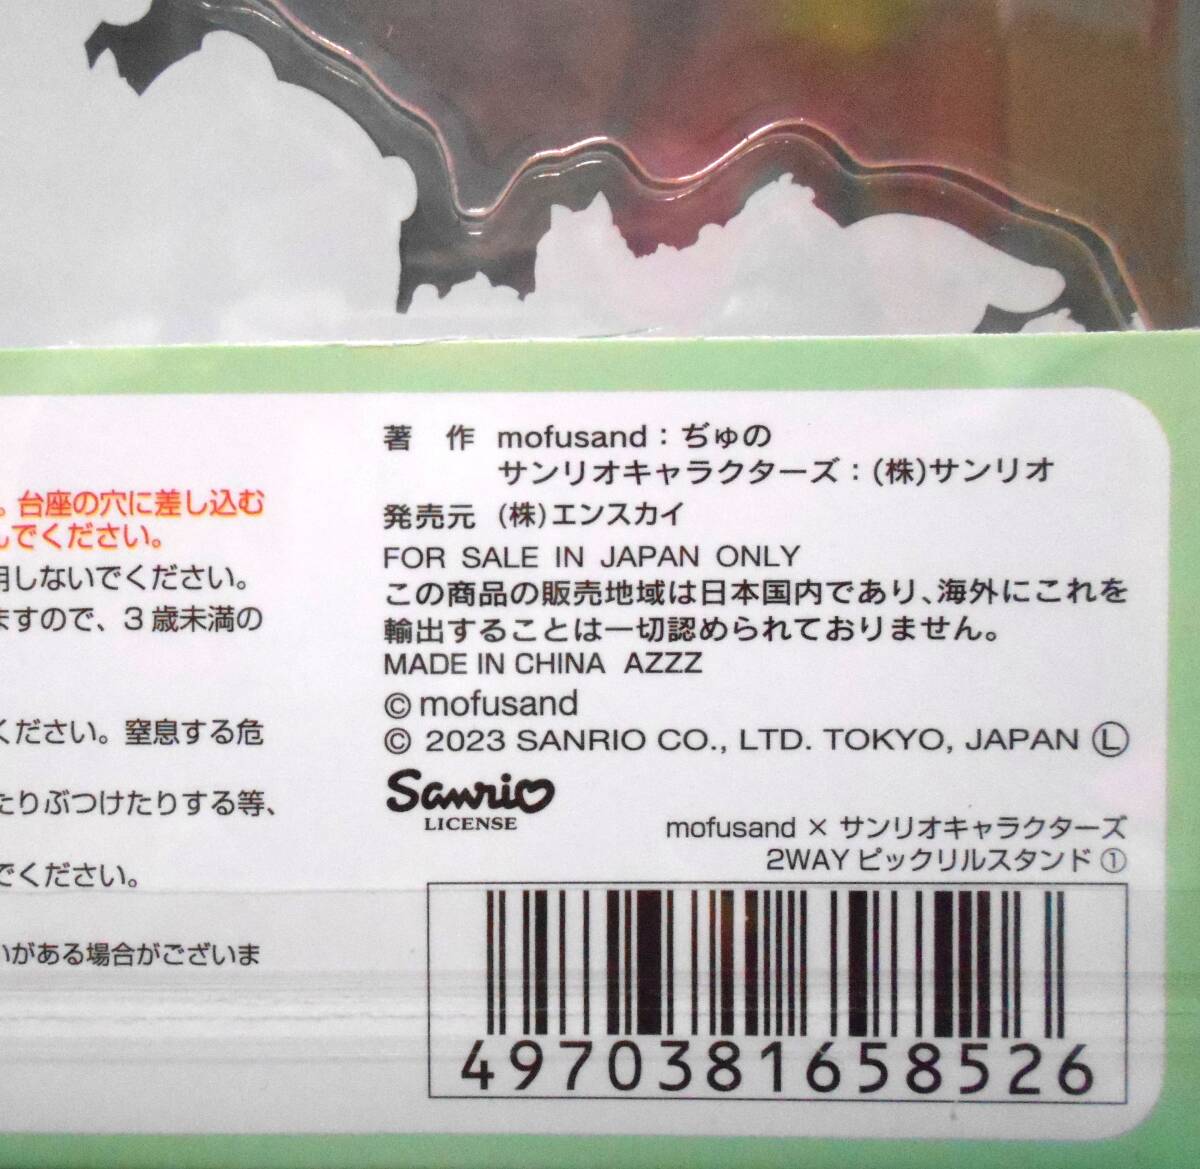 。台座の穴に差し込む
でください。
しないでください。
ますので、3歳未満の
ください。窒息する危
たりぶつけたりする等、
でください。
がある場合がございま
著 作 mofusand：ぢゅの
サンリオキャラクターズ：(株)サンリオ
発売元 (株)エンスカイ
FOR SALE IN JAPAN ONLY
この商品の販売地域は日本国内であり、海外にこれを
輸出することは一切認められておりません。
MADE IN CHINA AZZZ
© mofusand
© 2023 SANRIO CO., LTD. TOKYO, JAPAN Ⓛ
Sanrio
LICENSE
mofusand × サンリオキャラクターズ
2WAYピックリルスタンド ①
4970381658526